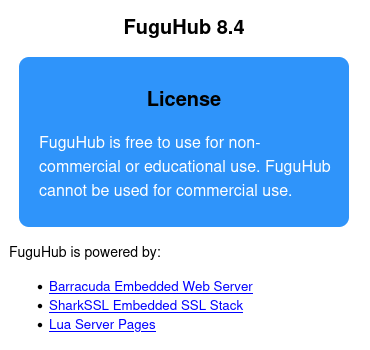 FuguHub 8.4
License
FuguHub is free to use for non-
commercial or educational use. FuguHub
cannot be used for commercial use.
FuguHub is powered by:
Barracuda Embedded Web Server
SharkSSL Embedded SSL Stack
Lua Server Pages